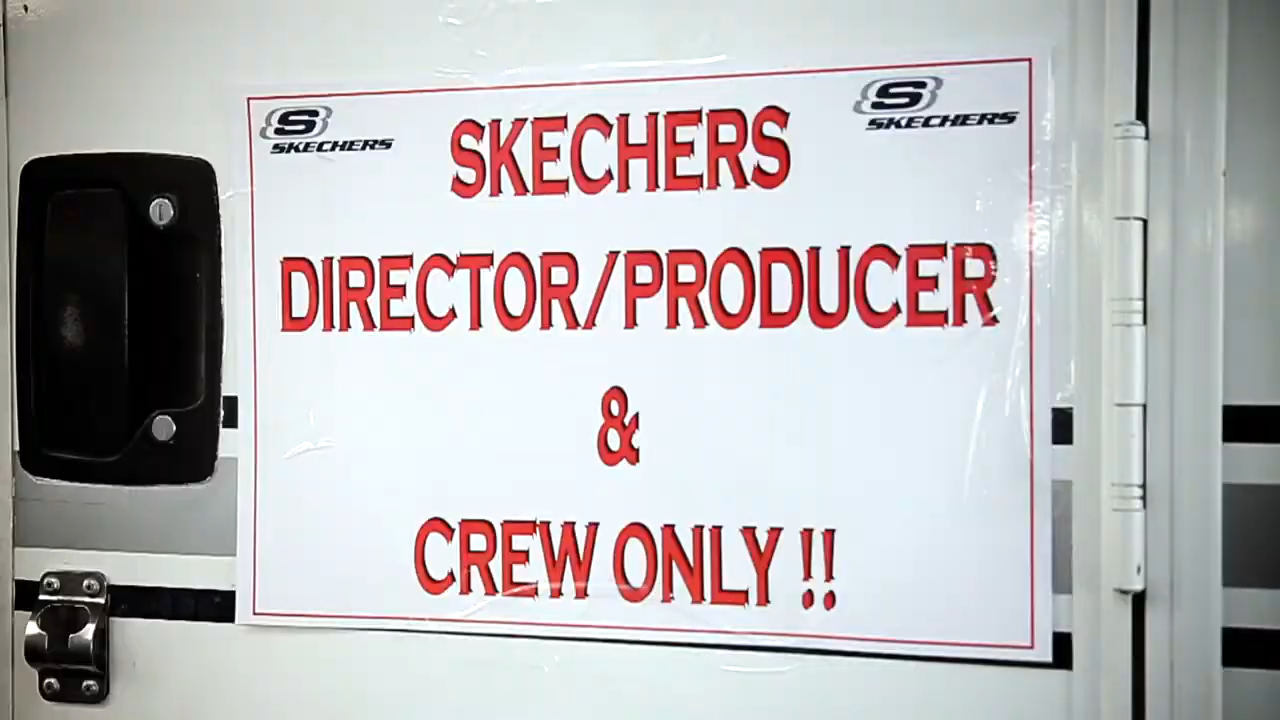 S SKECHERS
S SKECHERS
SKECHERS
DIRECTOR/PRODUCER
&
CREW ONLY !!